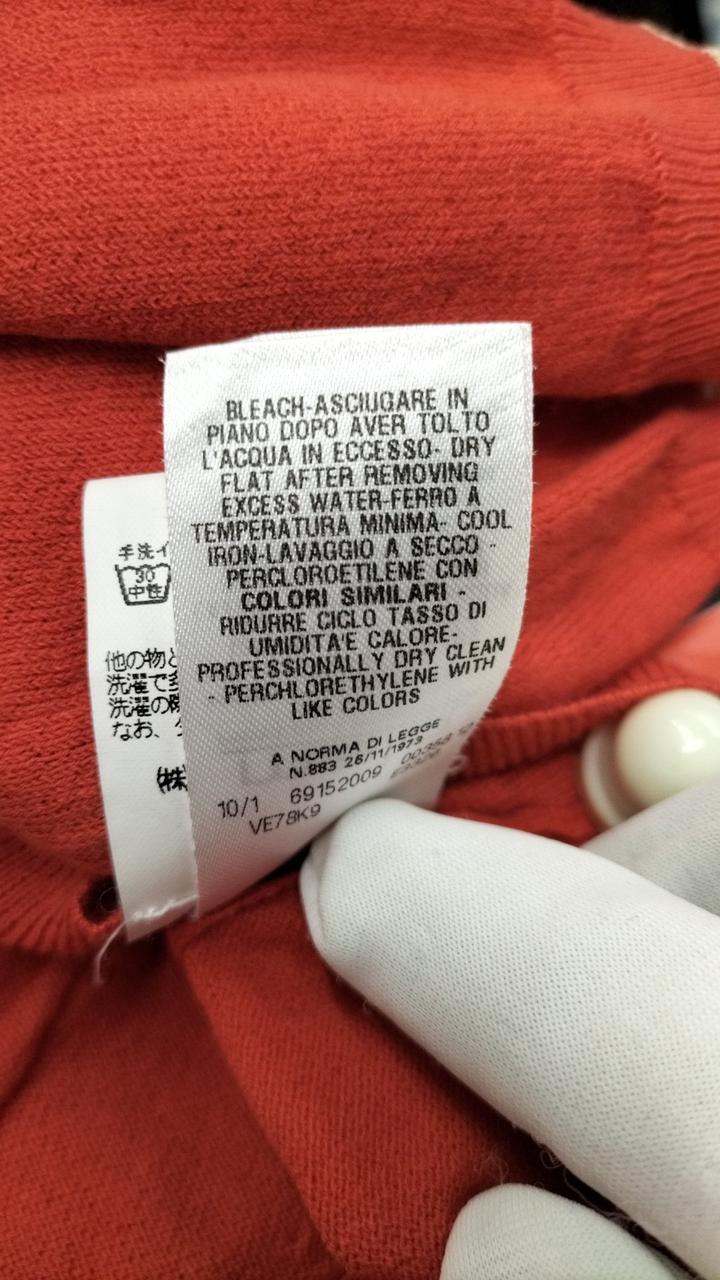 BLEACH-ASCIUGARE IN
PIANO DOPO AVER TOLTO
L'ACQUA IN ECCESSO- DRY
FLAT AFTER REMOVING
EXCESS WATER-FERRO A
TEMPERATURA MINIMA- COOL
IRON-LAVAGGIO A SECCO -
PERCLOROETILENE CON
COLORI SIMILARI -
RIDURRE CICLO TASSO DI
UMIDITA'E CALORE-
PROFESSIONALLY DRY CLEAN
- PERCHLORETHYLENE WITH
LIKE COLORS
A NORMA DI LEGGE
N.883 26/11/1973
10/1 69152009
VE78K9
手洗イ
30
中性
他の物と
洗濯で多
洗濯の際
なお、
(株)